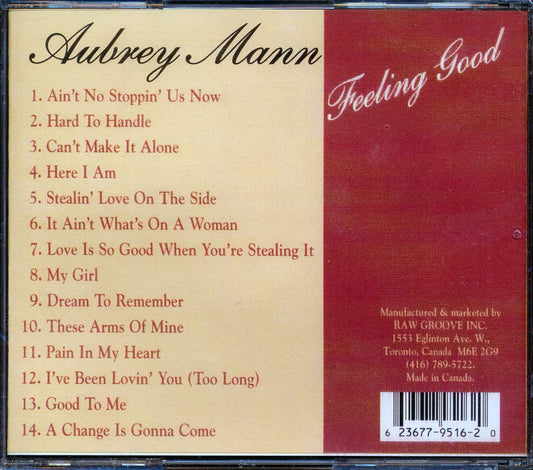 Aubrey Mann
Feeling Good
1. Ain't No Stoppin' Us Now
2. Hard To Handle
3. Can't Make It Alone
4. Here I Am
5. Stealin' Love On The Side
6. It Ain't What's On A Woman
7. Love Is So Good When You're Stealing It
8. My Girl
9. Dream To Remember
10. These Arms Of Mine
11. Pain In My Heart
12. I've Been Lovin' You (Too Long)
13. Good To Me
14. A Change Is Gonna Come
Manufactured & marketed by
RAW GROOVE INC.
1553 Eglinton Ave. W.,
Toronto, Canada M6E 2G9
(416) 789-5722.
Made in Canada.
6 23677-9516-2 0